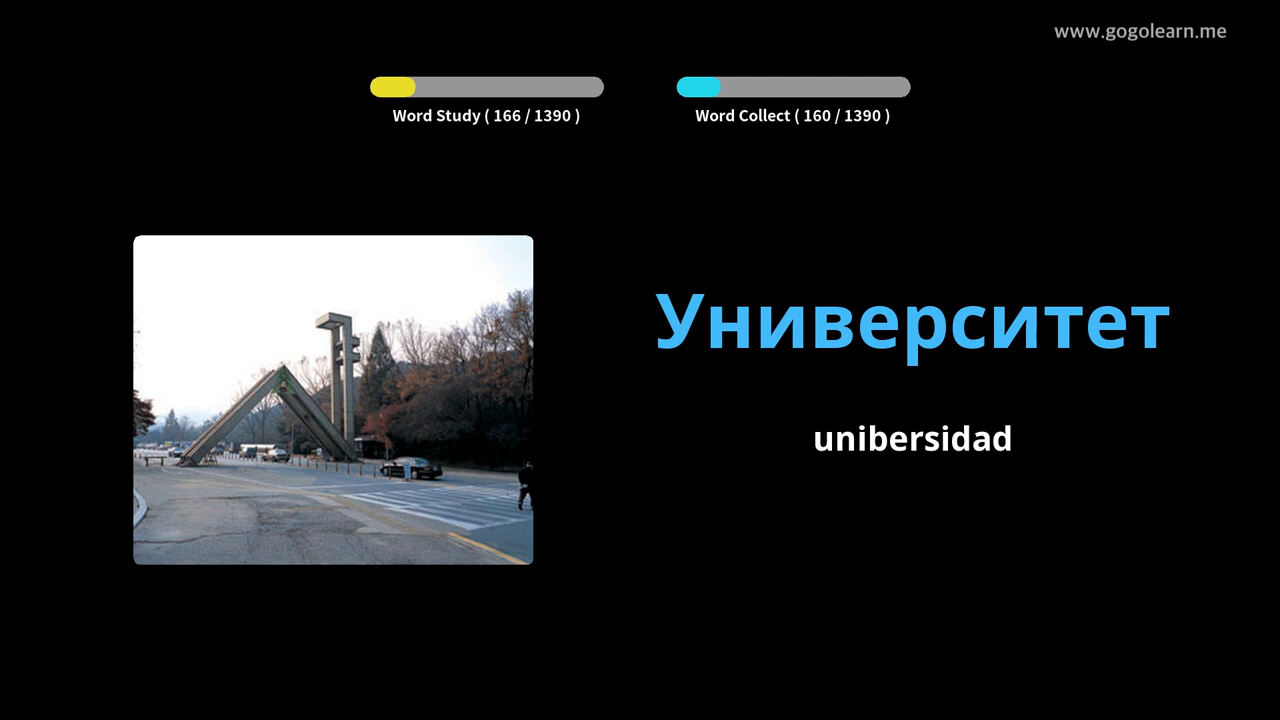 www.gogolearn.me
Word Study ( 166 / 1390 )
Word Collect ( 160 / 1390 )
Университет
unibersidad